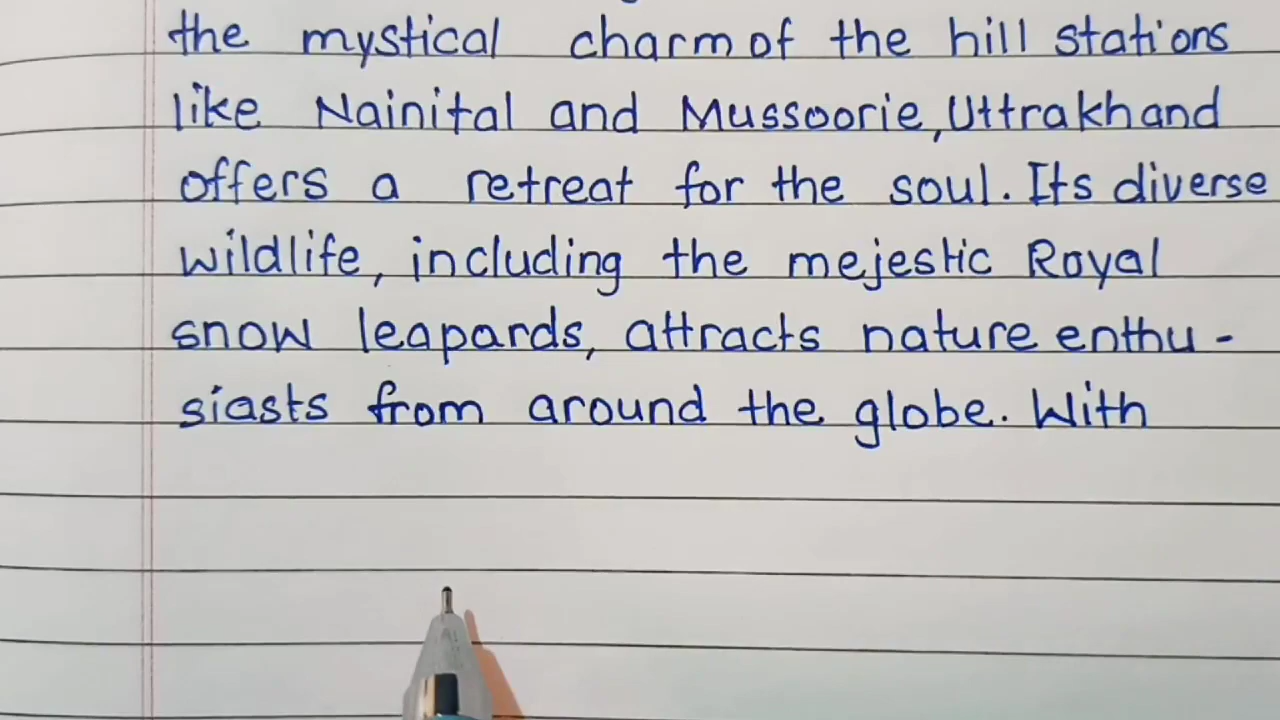 the mystical charm of the hill stations
like Nainital and Mussoorie, Uttrakhand
offers a retreat for the soul. Its diverse
wildlife, including the mejestic Royal
snow leapards, attracts nature enthu-
siasts from around the globe. With